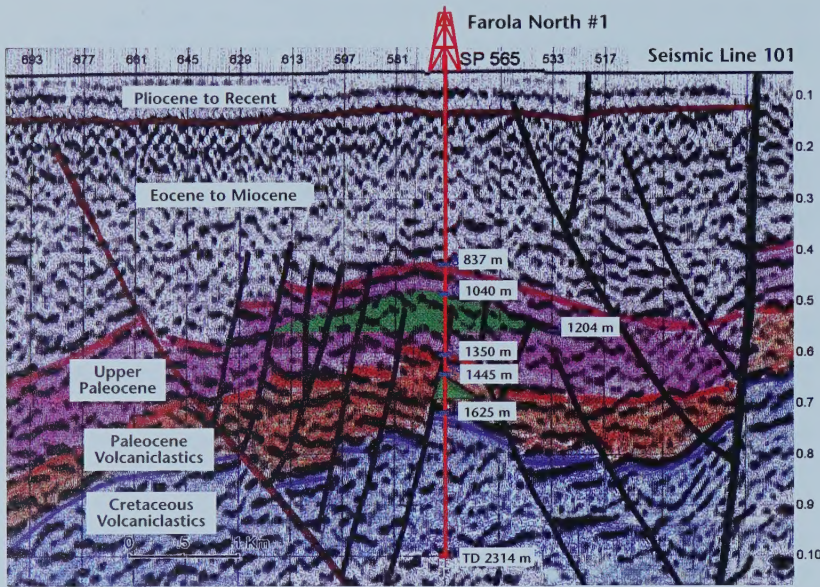 Farola North #1
693 677 661 645 629 613 597 581 SP 565 533 517 Seismic Line 101
Pliocene to Recent
0.1
0.2
Eocene to Miocene
0.3
0.4
837 m
1040 m
0.5
1204 m
1350 m
0.6
Upper
Paleocene
1445 m
1625 m
0.7
Paleocene
Volcaniclastics
0.8
Cretaceous
Volcaniclastics
0.9
0 5 1 Km
TD 2314 m
0.10